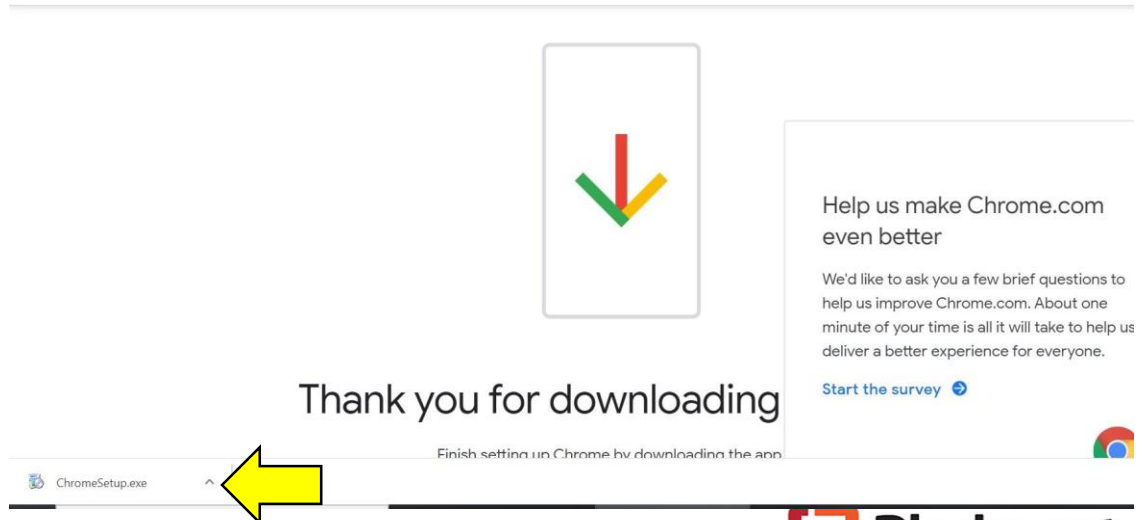 Thank you for downloading
Finish setting up Chrome by downloading the app
Help us make Chrome.com
even better
We'd like to ask you a few brief questions to
help us improve Chrome.com. About one
minute of your time is all it will take to help us
deliver a better experience for everyone.
Start the survey
ChromeSetup.exe